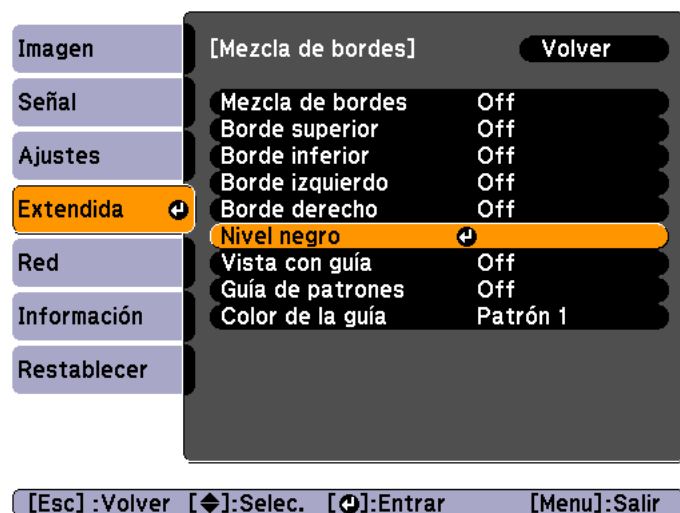 Imagen
Señal
Ajustes
Extendida
Red
Información
Restablecer
[Mezcla de bordes] Volver
Mezcla de bordes Off
Borde superior Off
Borde inferior Off
Borde izquierdo Off
Borde derecho Off
Nivel negro
Vista con guía Off
Guía de patrones Off
Color de la guía Patrón 1
[Esc] :Volver [◆]:Selec. [↵]:Entrar [Menu]:Salir